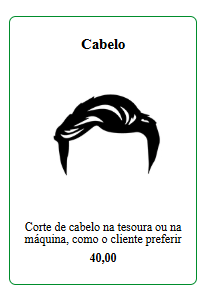 Cabelo
Corte de cabelo na tesoura ou na
máquina, como o cliente preferir
40,00